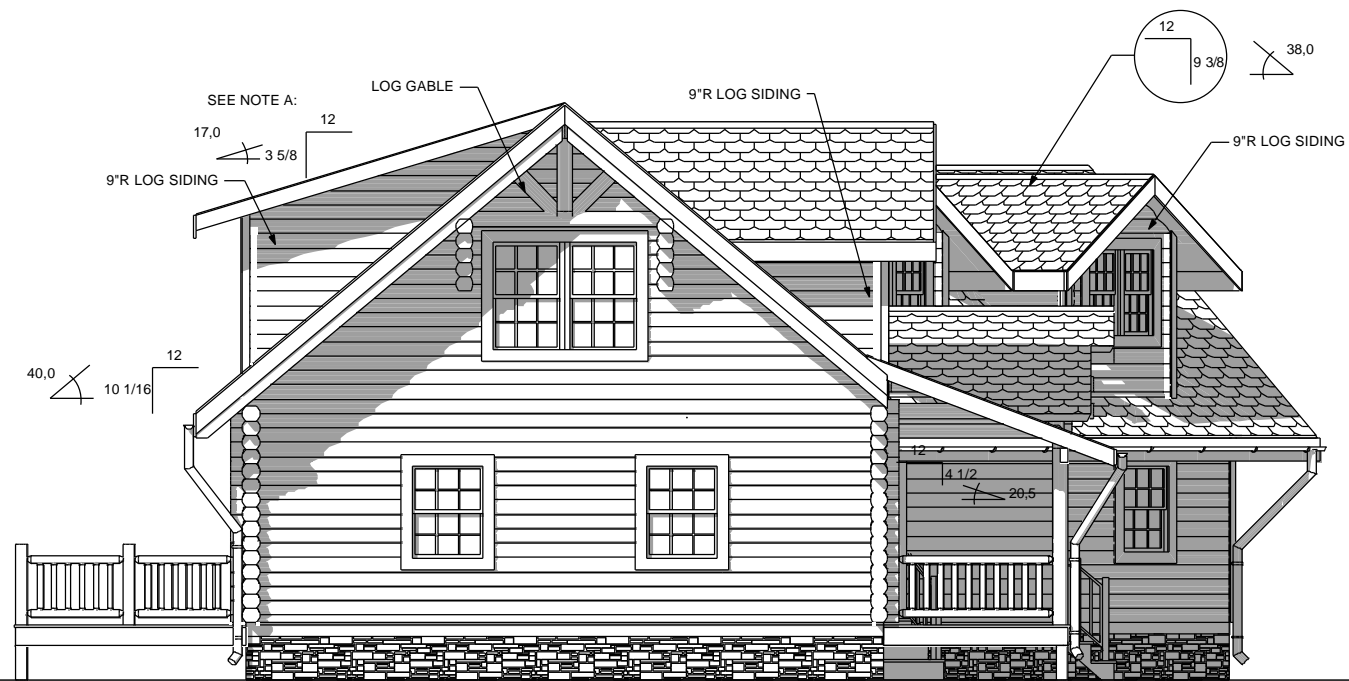 12
9 3/8
38,0
SEE NOTE A:
LOG GABLE
9"R LOG SIDING
12
17,0
3 5/8
9"R LOG SIDING
9"R LOG SIDING
12
40,0
10 1/16
12
4 1/2
20,5